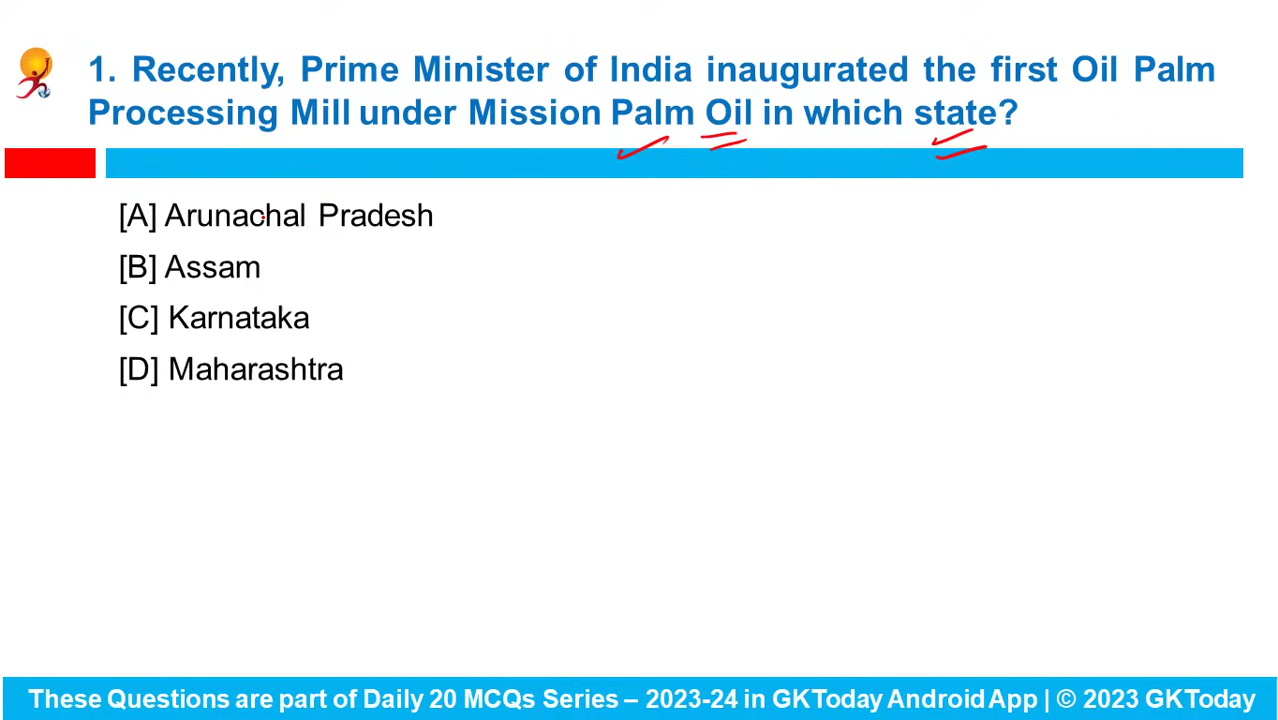 1. Recently, Prime Minister of India inaugurated the first Oil Palm
Processing Mill under Mission Palm Oil in which state?
[A] Arunachal Pradesh
[B] Assam
[C] Karnataka
[D] Maharashtra
These Questions are part of Daily 20 MCQs Series – 2023-24 in GKToday Android App | © 2023 GKToday